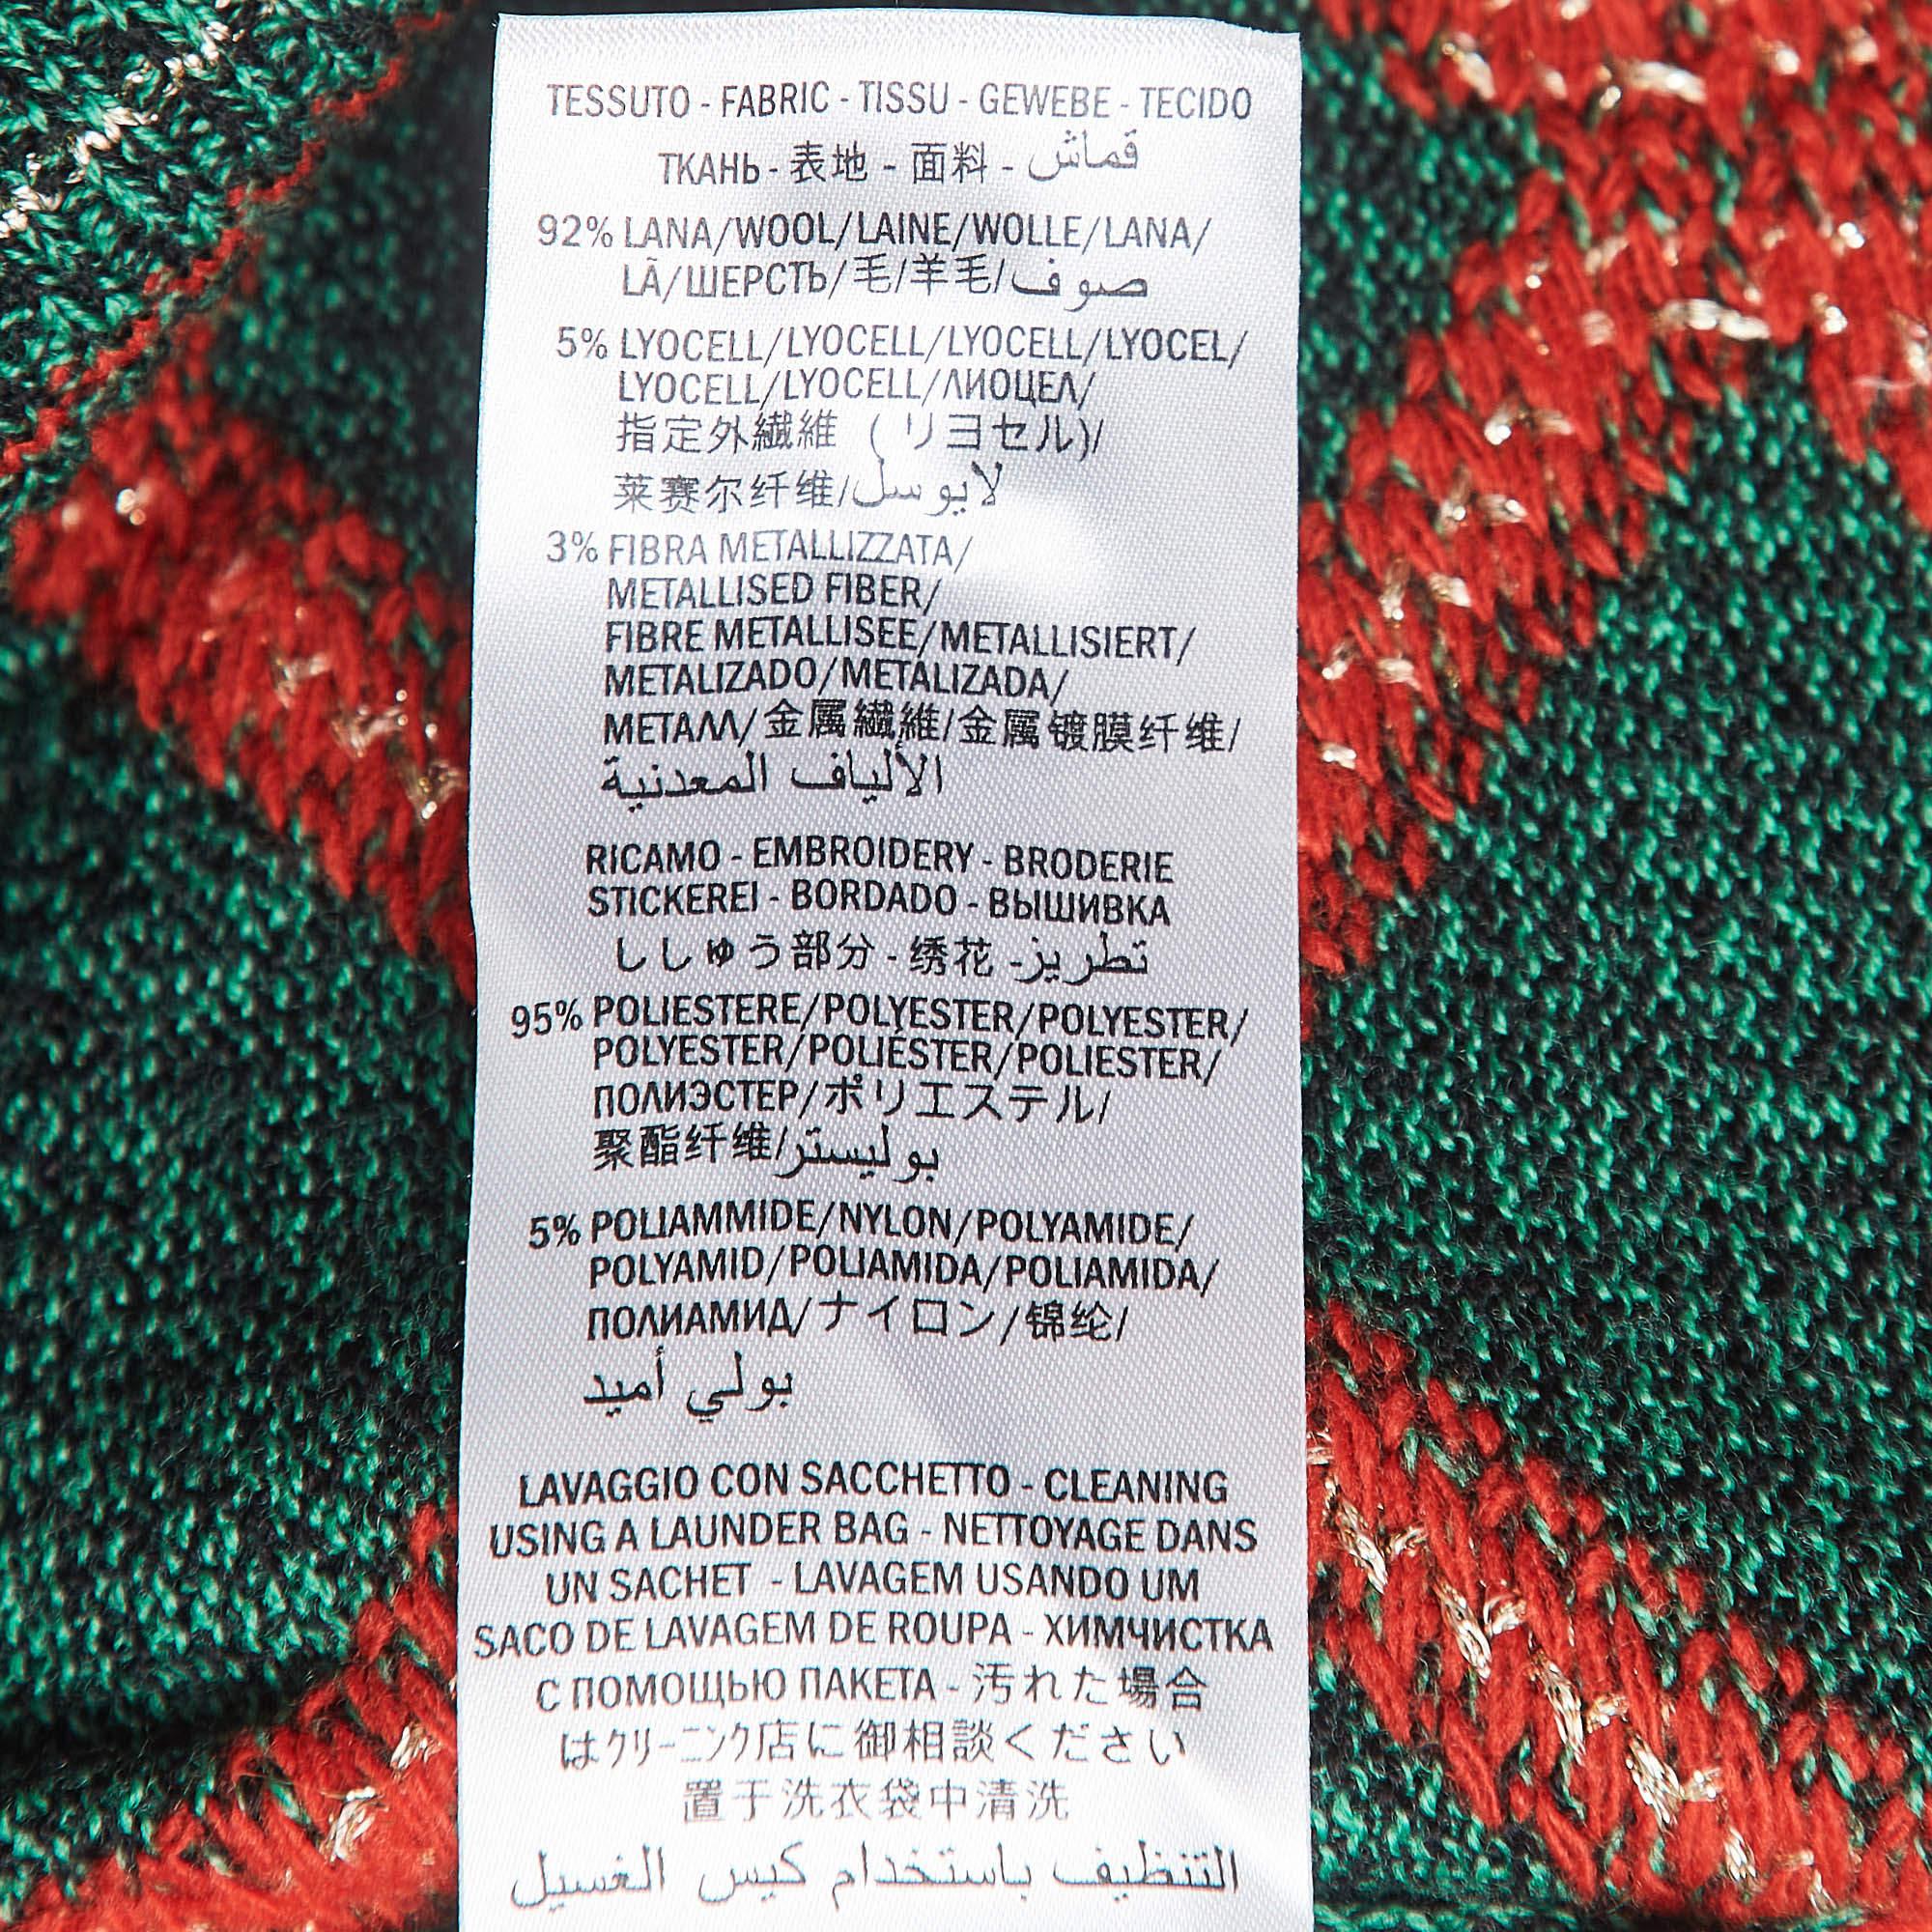 TESSUTO - FABRIC - TISSU - GEWEBE - TECIDO
ТКАНЬ - 表地 - 面料 - قماش
92% LANA/WOOL/LAINE/WOLLE/LANA/
LÃ/ШЕРСТЬ/毛/羊毛/صوف
5% LYOCELL/LYOCELL/LYOCELL/LYOCEL/
LYOCELL/LYOCELL/ЛИОЦЕЛ/
指定外繊維 (リヨセル)/
莱赛尔纤维/لايوسل
3% FIBRA METALLIZZATA/
METALLISED FIBER/
FIBRE METALLISEE/METALLISIERT/
METALIZADO/METÁLIZADA/
МЕТАЛЛ/金属繊維/金属镀膜纤维/
الألياف المعدنية
RICAMO - EMBROIDERY - BRODERIE
STICKEREI - BORDADO - ВЫШИВКА
ししゅう部分 - 绣花 - تطريز
95% POLIESTERE/POLYESTER/POLYESTER/
POLYESTER/POLIÉSTER/POLIESTER/
ПОЛИЭСТЕР/ポリエステル/
聚酯纤维/بوليستر
5% POLIAMMIDE/NYLON/POLYAMIDE/
POLYAMID/POLIAMIDA/POLIAMIDA/
ПОЛИАМИД/ナイロン/锦纶/
بولي أميد
LAVAGGIO CON SACCHETTO - CLEANING
USING A LAUNDER BAG - NETTOYAGE DANS
UN SACHET - LAVAGEM USANDO UM
SACO DE LAVAGEM DE ROUPA - ХИМЧИСТКА
С ПОМОЩЬЮ ПАКЕТА - 汚れた場合
はクリーニング店に御相談ください
置于洗衣袋中清洗
التنظيف باستخدام كيس الغسيل